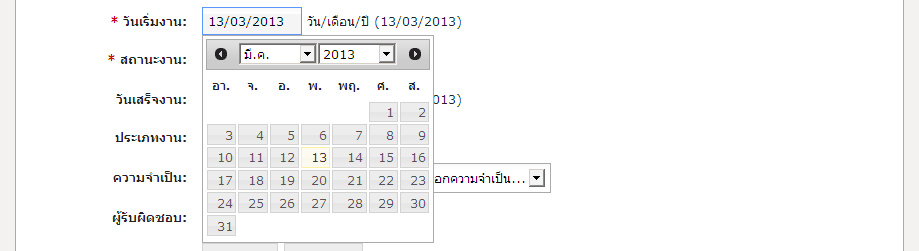 * วันเริ่มงาน: 13/03/2013 วัน/เดือน/ปี (13/03/2013)
มี.ค. 2013
* สถานะงาน:
อา. จ. อ. พ. พฤ. ศ. ส.
วันเสร็จงาน: 013)
1 2
3 4 5 6 7 8 9
ประเภทงาน:
10 11 12 13 14 15 16
ความจำเป็น: อกความจำเป็น...
17 18 19 20 21 22 23
24 25 26 27 28 29 30
ผู้รับผิดชอบ:
31